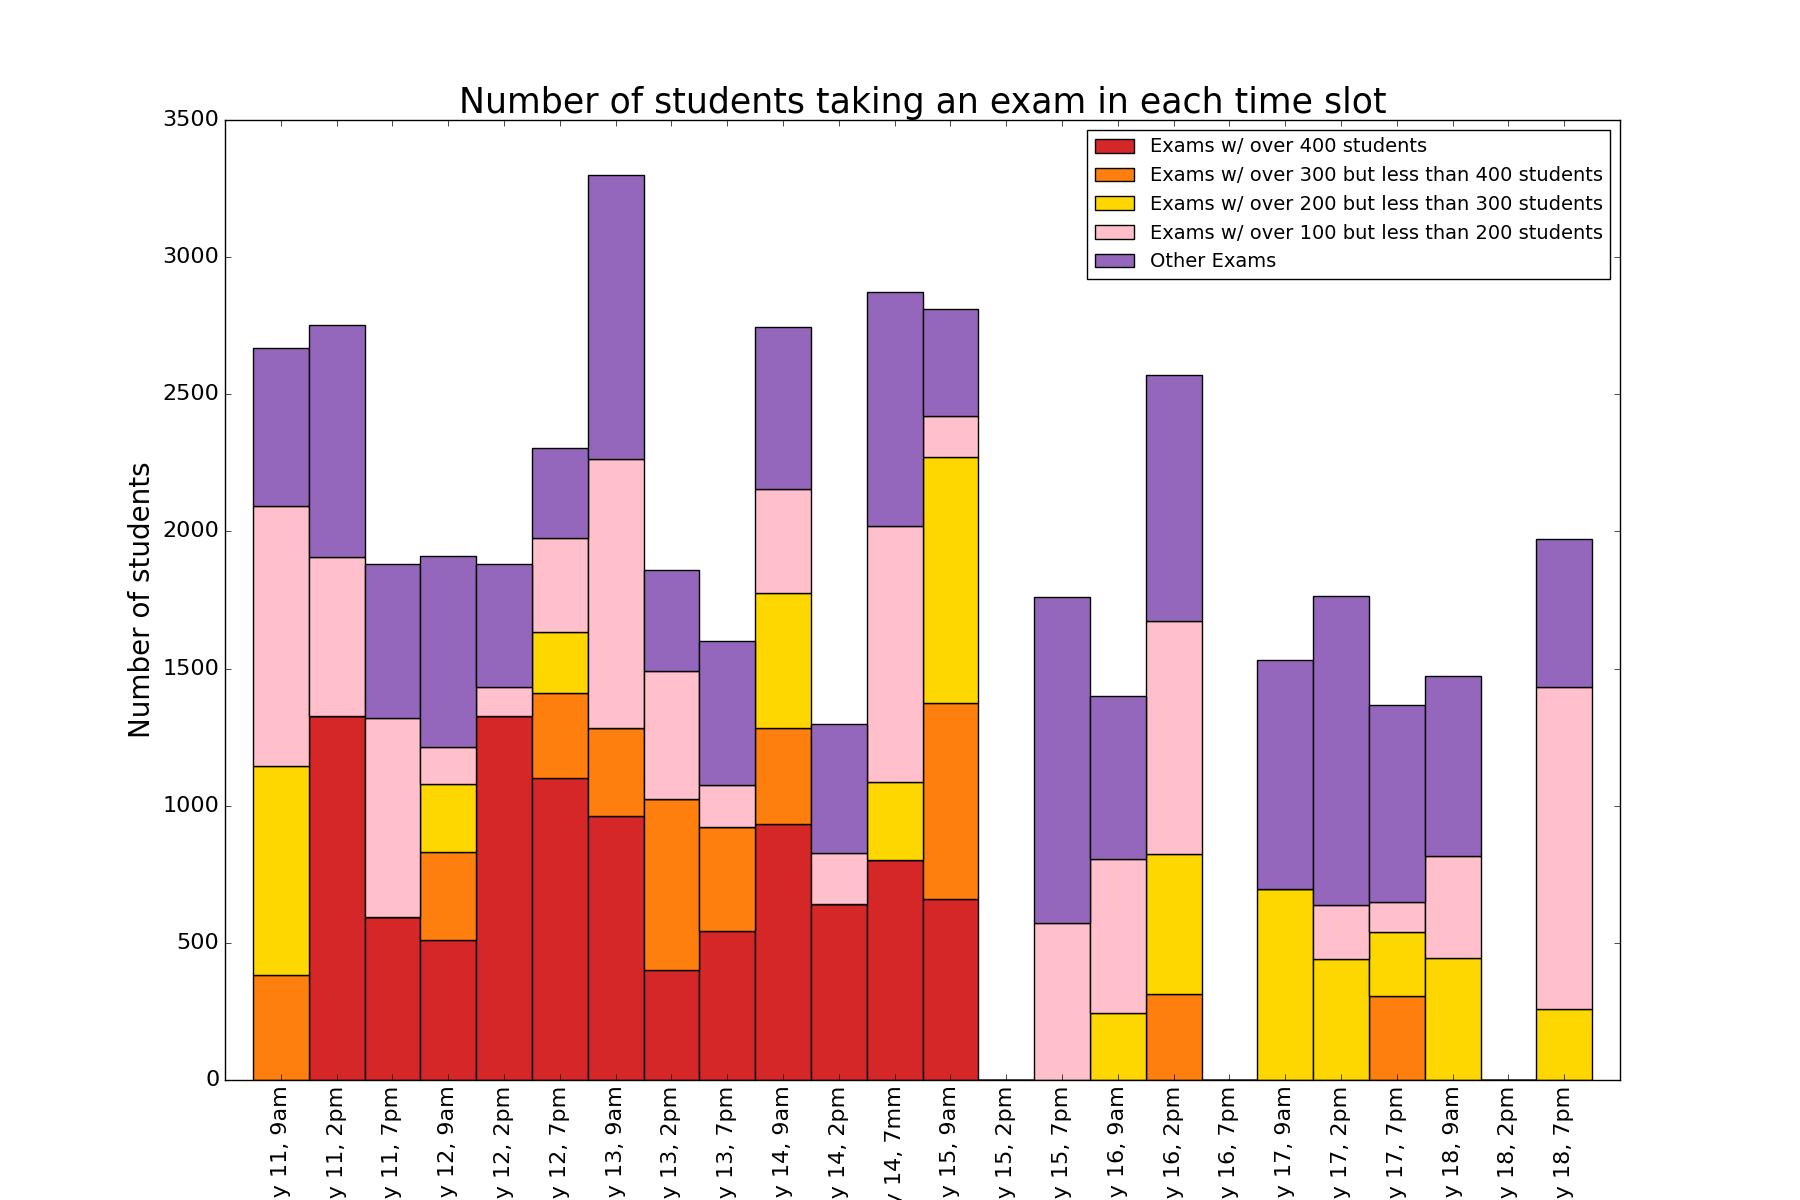 Number of students taking an exam in each time slot
3500
3000
2500
2000
1500
1000
500
0
Number of students
Exams w/ over 400 students
Exams w/ over 300 but less than 400 students
Exams w/ over 200 but less than 300 students
Exams w/ over 100 but less than 200 students
Other Exams
y 11, 9am
y 11, 2pm
y 11, 7pm
y 12, 9am
y 12, 2pm
y 12, 7pm
y 13, 9am
y 13, 2pm
y 13, 7pm
y 14, 9am
y 14, 2pm
y 14, 7mm
y 15, 9am
y 15, 2pm
y 15, 7pm
y 16, 9am
y 16, 2pm
y 16, 7pm
y 17, 9am
y 17, 2pm
y 17, 7pm
y 18, 9am
y 18, 2pm
y 18, 7pm